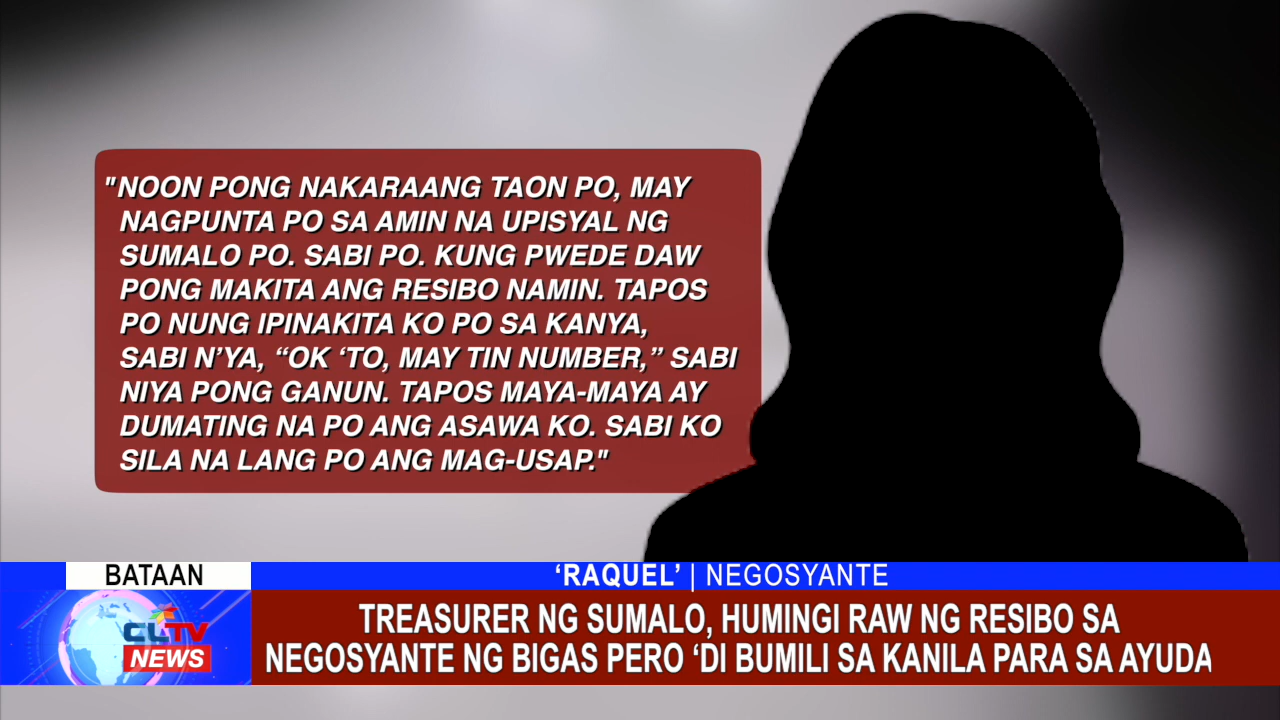 "NOON PONG NAKARAANG TAON PO, MAY
NAGPUNTA PO SA AMIN NA UPISYAL NG
SUMALO PO. SABI PO. KUNG PWEDE DAW
PONG MAKITA ANG RESIBO NAMIN. TAPOS
PO NUNG IPINAKITA KO PO SA KANYA,
SABI N'YA, “OK ‘TO, MAY TIN NUMBER,” SABI
NIYA PONG GANUN. TAPOS MAYA-MAYA AY
DUMATING NA PO ANG ASAWA KO. SABI KO
SILA NA LANG PO ANG MAG-USAP."
BATAAN
‘RAQUEL’ | NEGOSYANTE
CLTV
NEWS
TREASURER NG SUMALO, HUMINGI RAW NG RESIBO SA
NEGOSYANTE NG BIGAS PERO ‘DI BUMILI SA KANILA PARA SA AYUDA